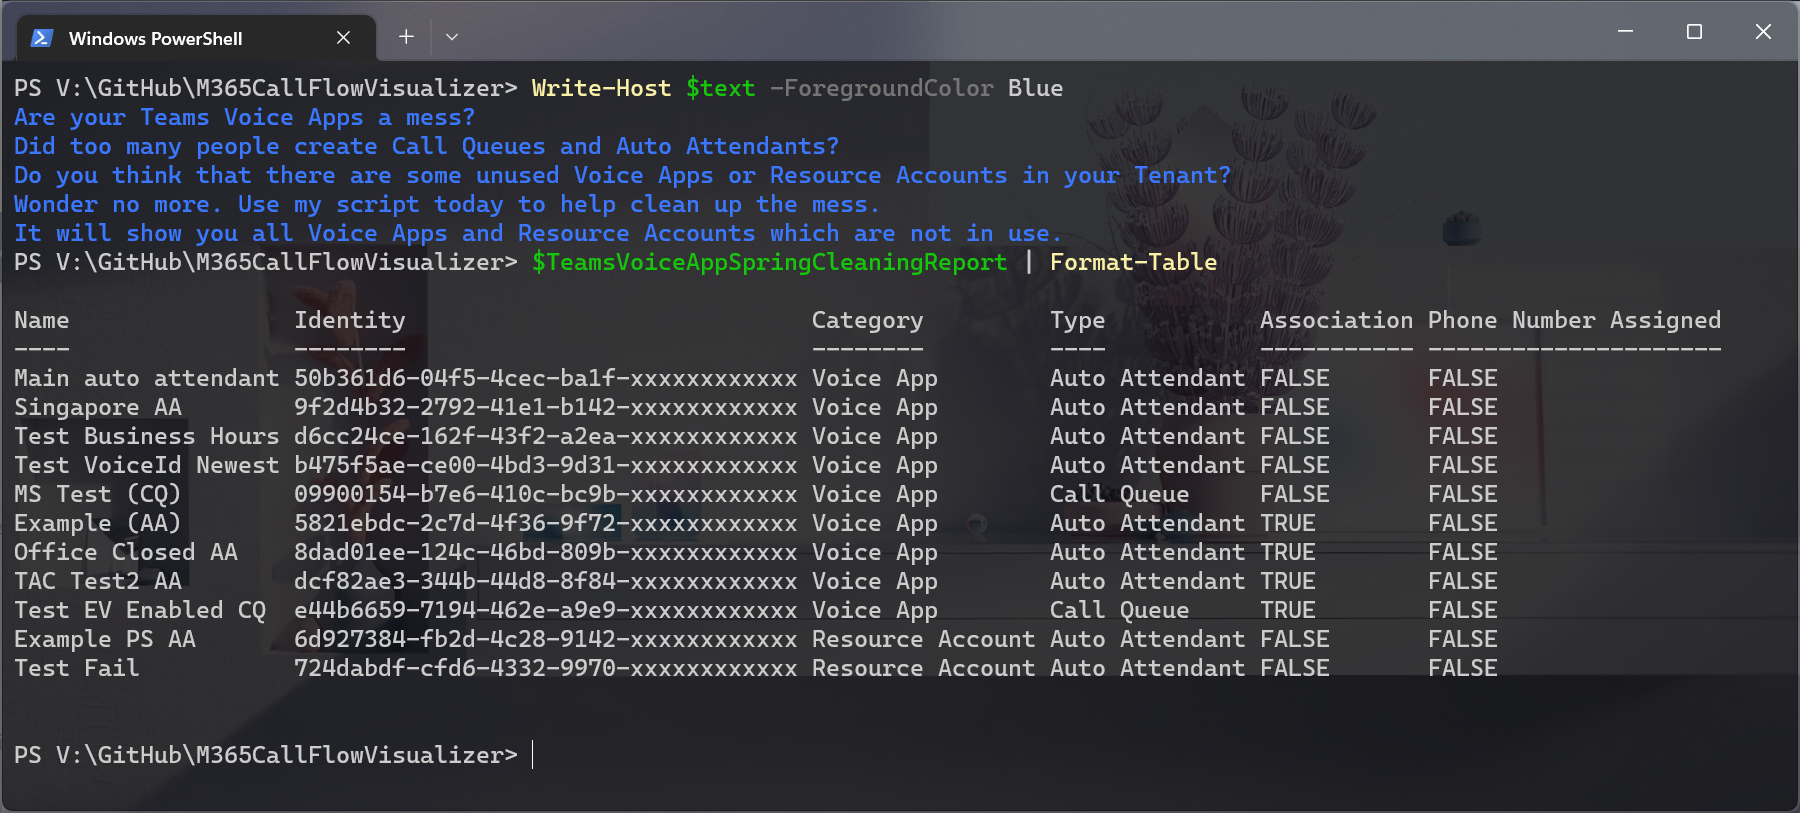 Windows PowerShell
PS V:\GitHub\M365CallFlowVisualizer> Write-Host $text -ForegroundColor Blue
Are your Teams Voice Apps a mess?
Did too many people create Call Queues and Auto Attendants?
Do you think that there are some unused Voice Apps or Resource Accounts in your Tenant?
Wonder no more. Use my script today to help clean up the mess.
It will show you all Voice Apps and Resource Accounts which are not in use.
PS V:\GitHub\M365CallFlowVisualizer> $TeamsVoiceAppSpringCleaningReport | Format-Table
Name Identity Category Type Association Phone Number Assigned
---- -------- -------- ---- ----------- ---------------------
Main auto attendant 50b361d6-04f5-4cec-ba1f-xxxxxxxxxxxx Voice App Auto Attendant FALSE FALSE
Singapore AA 9f2d4b32-2792-41e1-b142-xxxxxxxxxxxx Voice App Auto Attendant FALSE FALSE
Test Business Hours d6cc24ce-162f-43f2-a2ea-xxxxxxxxxxxx Voice App Auto Attendant FALSE FALSE
Test VoiceId Newest b475f5ae-ce00-4bd3-9d31-xxxxxxxxxxxx Voice App Auto Attendant FALSE FALSE
MS Test (CQ) 09900154-b7e6-410c-bc9b-xxxxxxxxxxxx Voice App Call Queue FALSE FALSE
Example (AA) 5821ebdc-2c7d-4f36-9f72-xxxxxxxxxxxx Voice App Auto Attendant TRUE FALSE
Office Closed AA 8dad01ee-124c-46bd-809b-xxxxxxxxxxxx Voice App Auto Attendant TRUE FALSE
TAC Test2 AA dcf82ae3-344b-44d8-8f84-xxxxxxxxxxxx Voice App Auto Attendant TRUE FALSE
Test EV Enabled CQ e44b6659-7194-462e-a9e9-xxxxxxxxxxxx Voice App Call Queue TRUE FALSE
Example PS AA 6d927384-fb2d-4c28-9142-xxxxxxxxxxxx Resource Account Auto Attendant FALSE FALSE
Test Fail 724dabdf-cfd6-4332-9970-xxxxxxxxxxxx Resource Account Auto Attendant FALSE FALSE
PS V:\GitHub\M365CallFlowVisualizer>